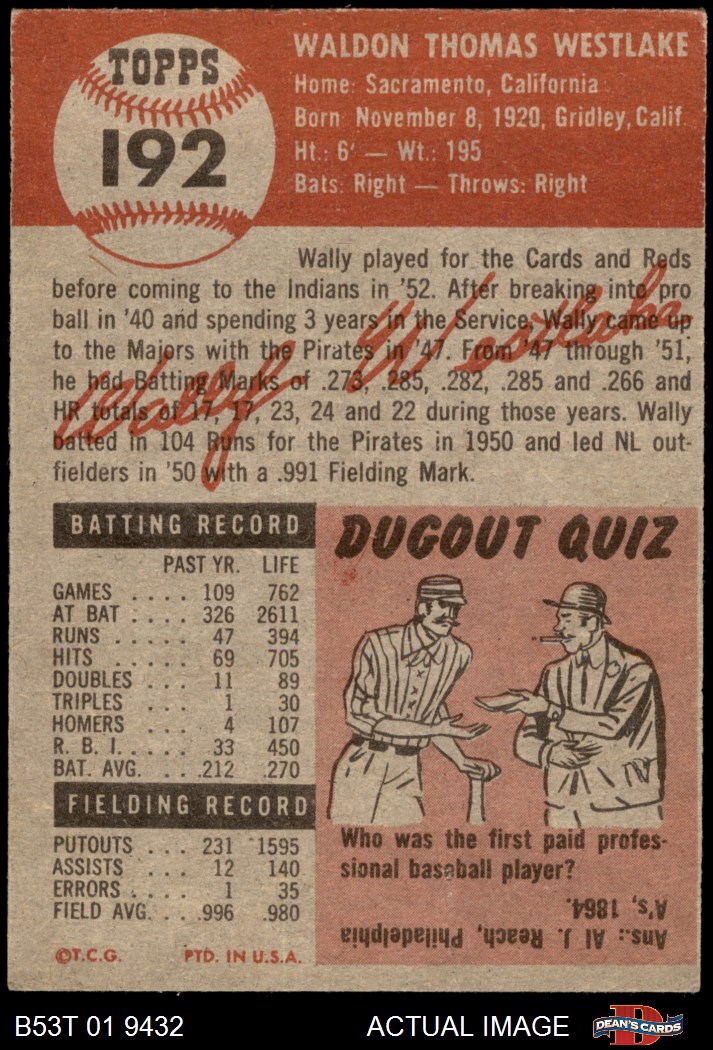 TOPPS
192
WALDON THOMAS WESTLAKE
Home: Sacramento, California
Born November 8, 1920, Gridley, Calif.
Ht.: 6' — Wt.: 195
Bats: Right — Throws: Right
Wally played for the Cards and Reds
before coming to the Indians in '52. After breaking into pro
ball in '40 and spending 3 years in the Service, Wally came up
to the Majors with the Pirates in '47. From '47 through '51,
he had Batting Marks of .273, .285, .282, .285 and .266 and
HR totals of 17, 17, 23, 24 and 22 during those years. Wally
batted in 104 Runs for the Pirates in 1950 and led NL out-
fielders in '50 with a .991 Fielding Mark.
Wally Westlake
BATTING RECORD
PAST YR. LIFE
GAMES .... 109 762
AT BAT .... 326 2611
RUNS ..... 47 394
HITS ..... 69 705
DOUBLES ... 11 89
TRIPLES ... 1 30
HOMERS ... 4 107
R. B. I. .... 33 450
BAT. AVG. ... .212 .270
FIELDING RECORD
PUTOUTS ... 231 1595
ASSISTS ... 12 140
ERRORS .... 1 35
FIELD AVG. .. .996 .980
©T.C.G. PTD. IN U.S.A.
DUGOUT QUIZ
Who was the first paid profes-
sional baseball player?
Ans.: Al J. Reach, Philadelphia
A's, 1864.
B53T 01 9432 ACTUAL IMAGE
D
DEAN'S CARDS